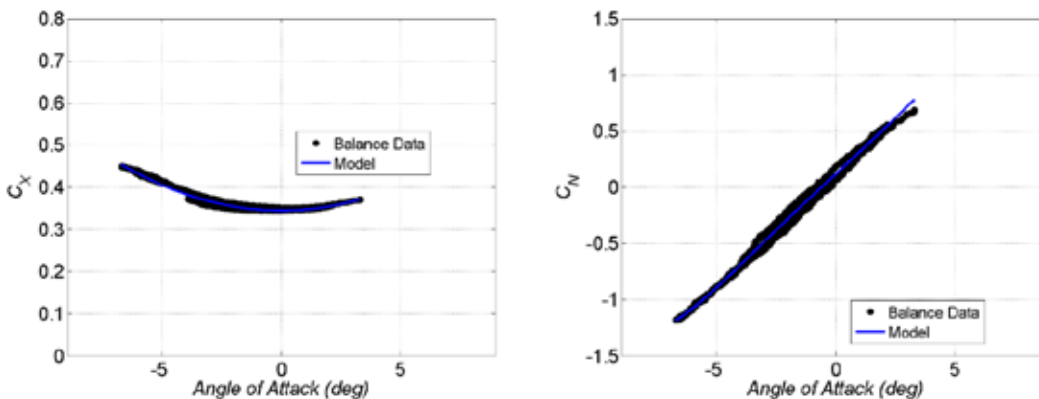 0.8
0.7
0.6
0.5
0.4
0.3
0.2
0.1
0
C_X
Balance Data
Model
-5
0
5
Angle of Attack (deg)
1.5
1
0.5
0
-0.5
-1
-1.5
C_N
Balance Data
Model
-5
0
5
Angle of Attack (deg)